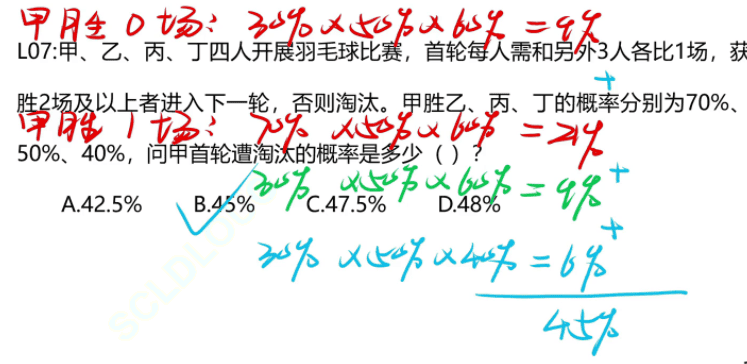 甲胜0场：30%×50%×60%=9%
L07:甲、乙、丙、丁四人开展羽毛球比赛，首轮每人需和另外3人各比1场，获
+
胜2场及以上者进入下一轮，否则淘汰。甲胜乙、丙、丁的概率分别为70%、
甲胜1场：70%×50%×60%=21%
50%、40%，问甲首轮遭淘汰的概率是多少（ ）？
30%×50%×60%=9%+
A.42.5% B.45% C.47.5% D.48%
30%×50%×40%=6%+
45%
SCLDLO